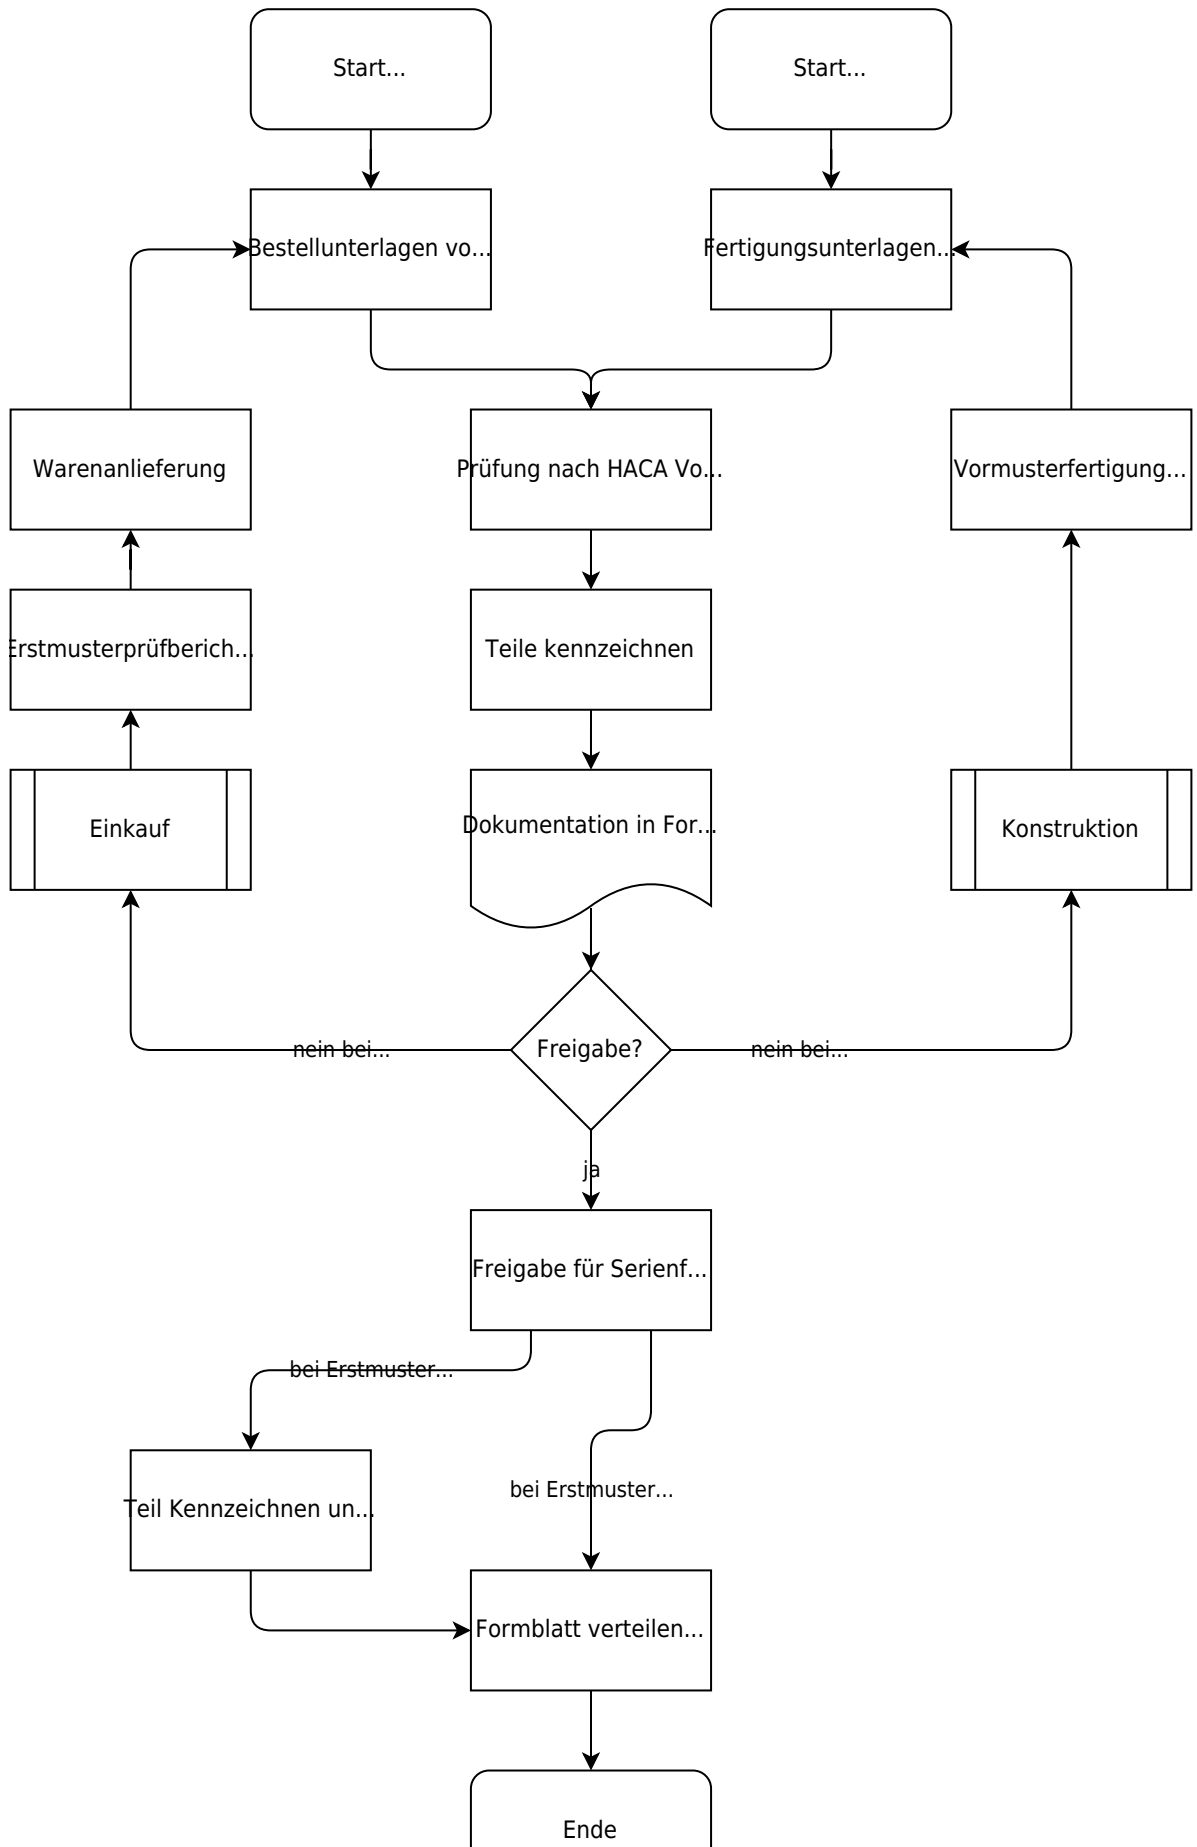 Start...
Start...
Bestellunterlagen vo...
Fertigungsunterlagen...
Warenanlieferung
Prüfung nach HACA Vo...
Vormusterfertigung...
Erstmusterprüfberich...
Teile kennzeichnen
Einkauf
Dokumentation in For...
Konstruktion
nein bei...
Freigabe?
nein bei...
ja
Freigabe für Serienf...
bei Erstmuster...
bei Erstmuster...
Teil Kennzeichnen un...
Formblatt verteilen...
Ende